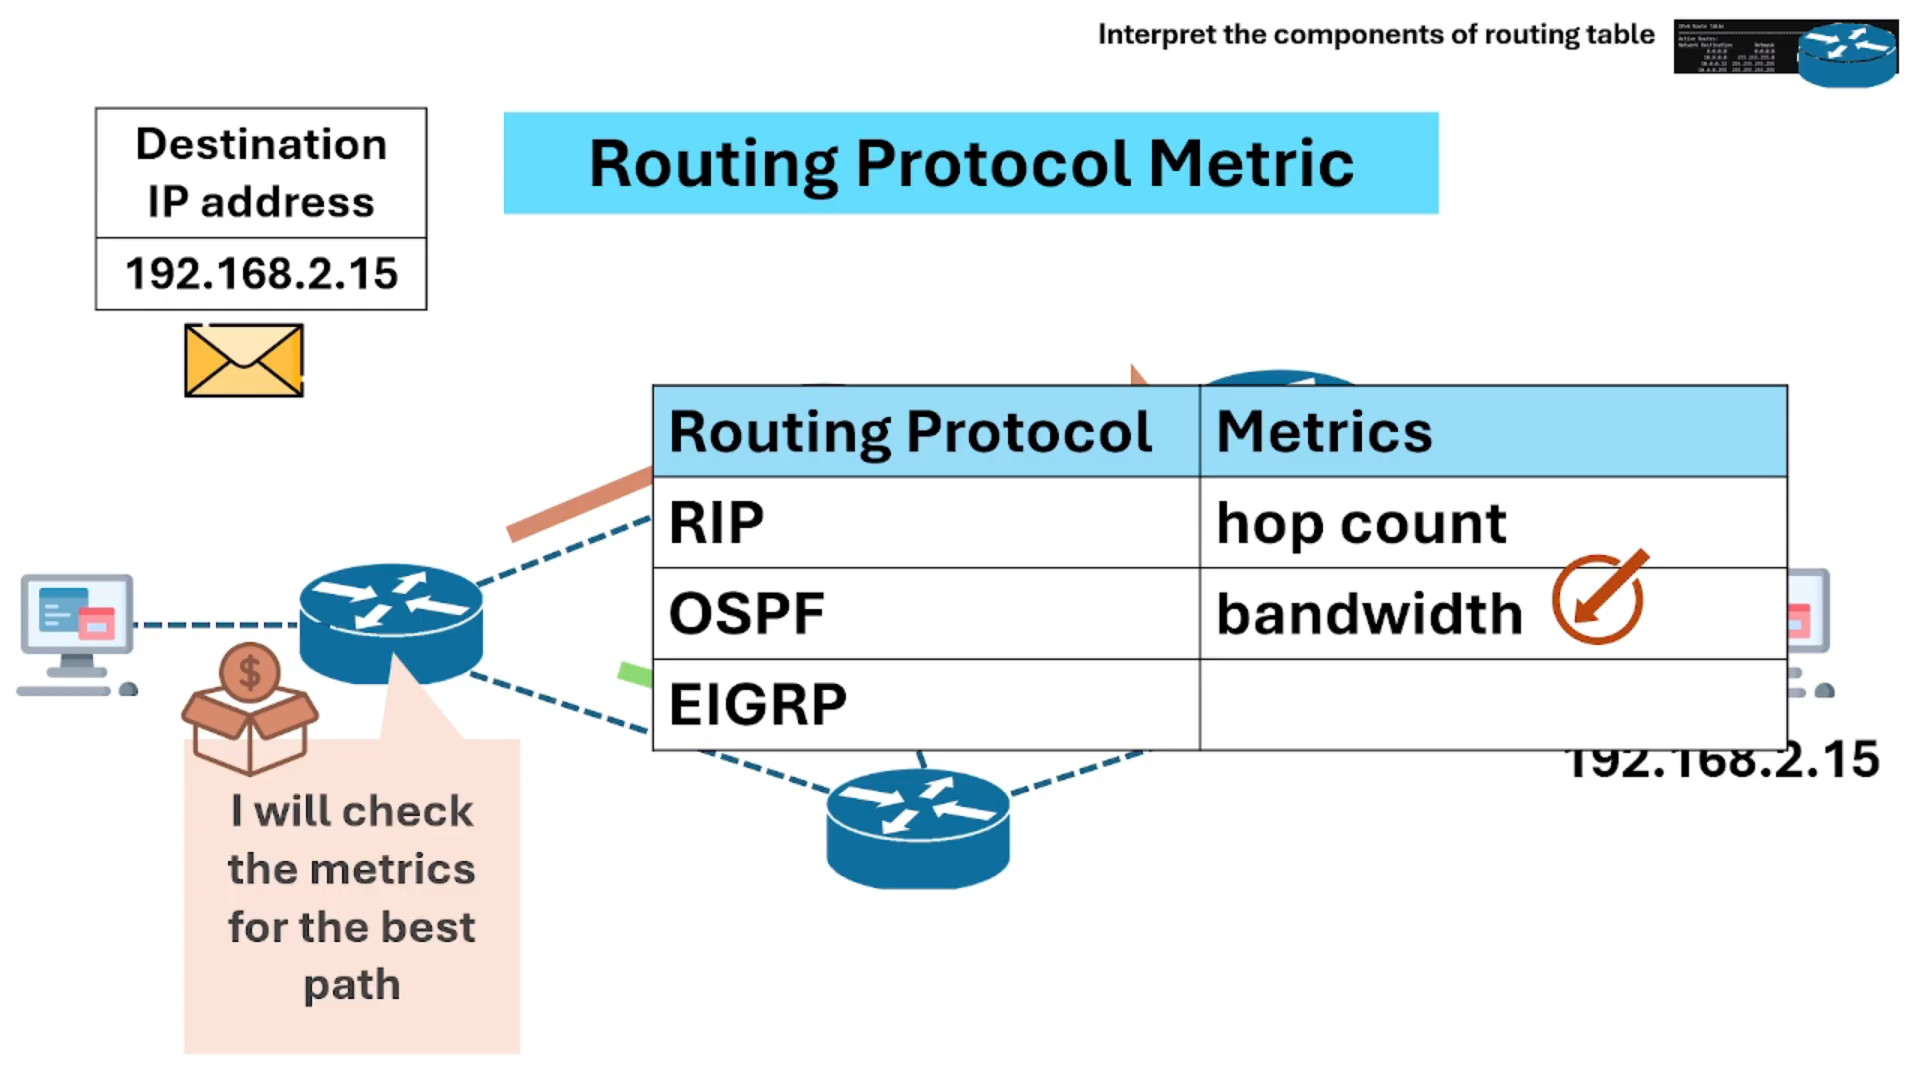 Interpret the components of routing table
Destination
IP address
192.168.2.15
Routing Protocol Metric
Routing Protocol Metrics
RIP hop count
OSPF bandwidth
EIGRP
192.168.2.15
$
I will check
the metrics
for the best
path